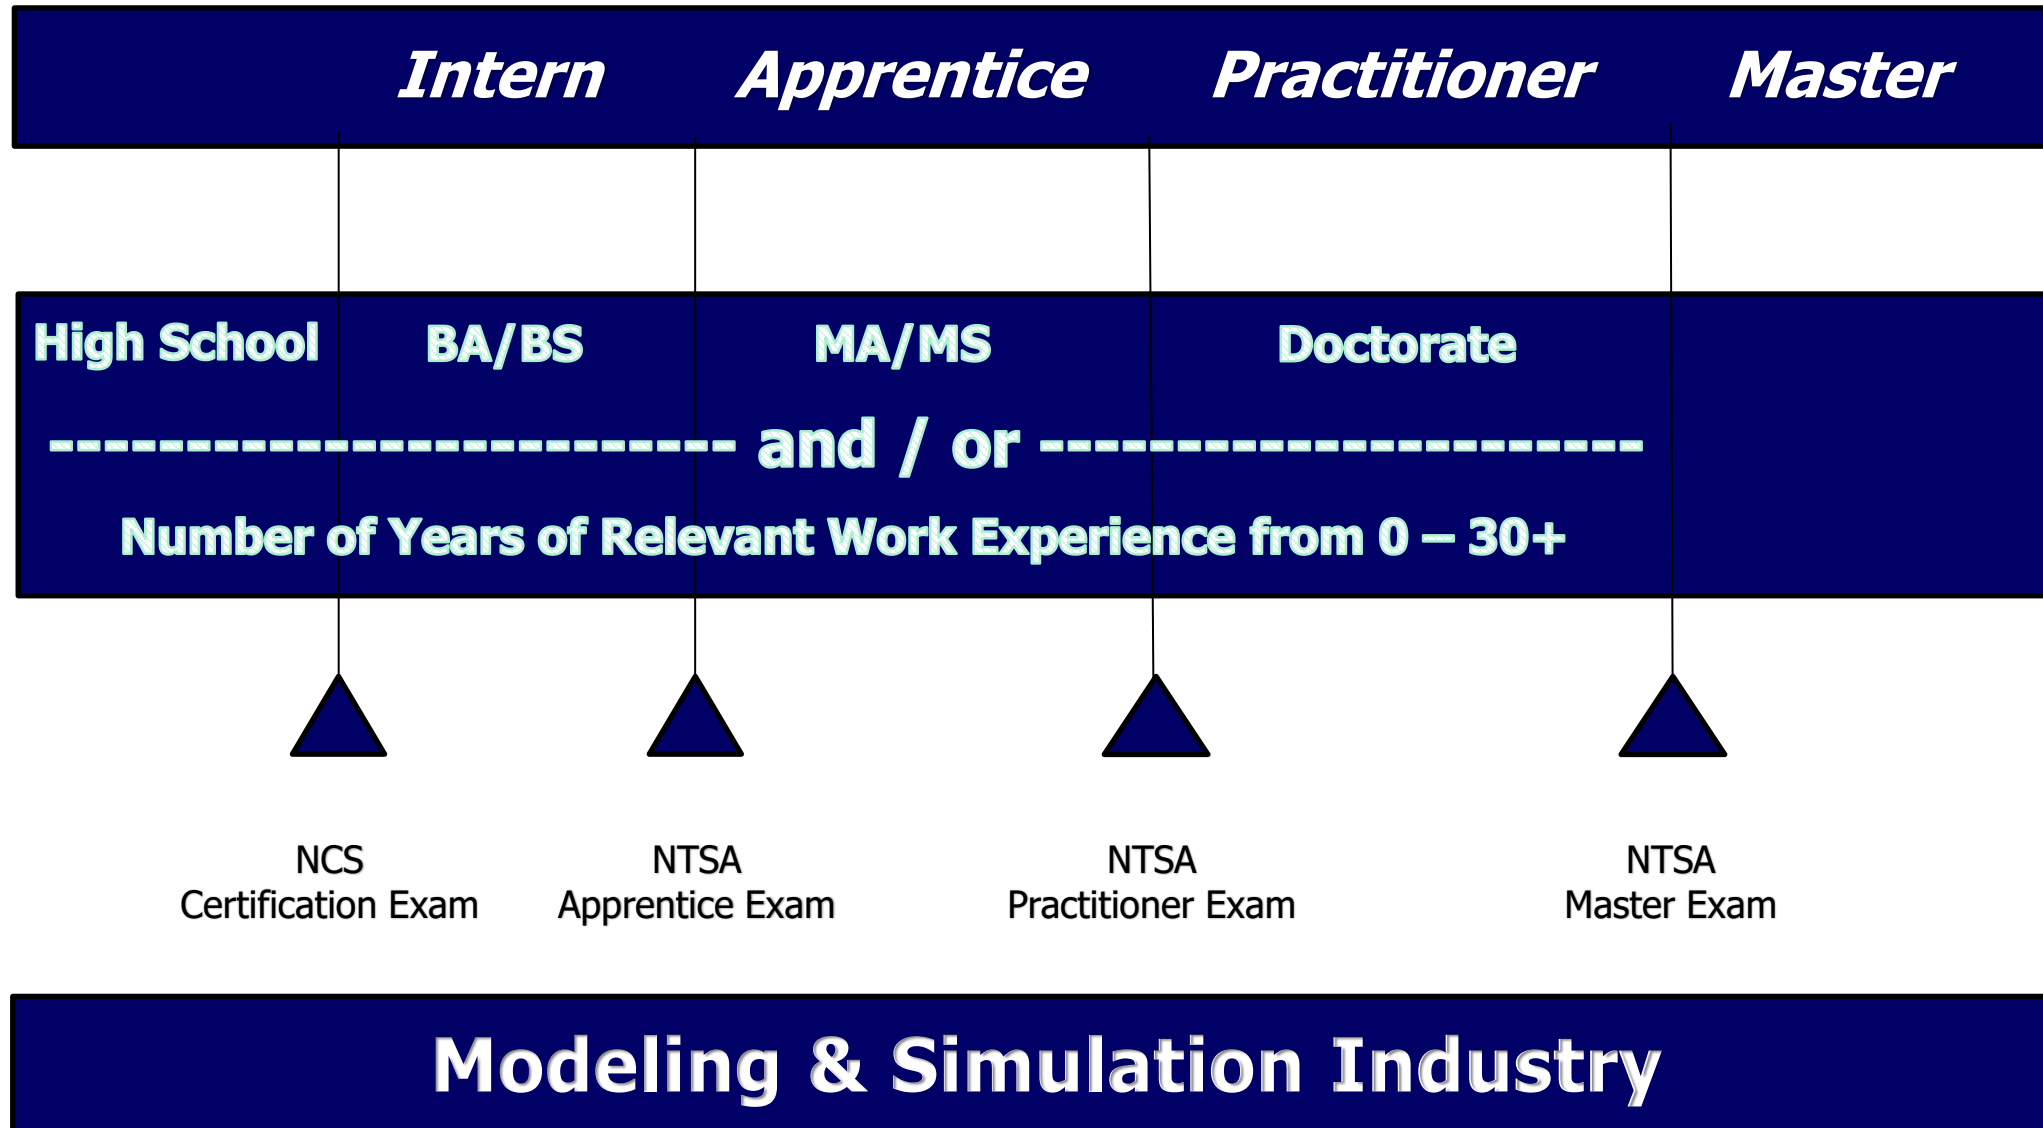 Intern Apprentice Practitioner Master
High School BA/BS MA/MS Doctorate
------------------------- and / or ----------------------
Number of Years of Relevant Work Experience from 0 – 30+
NCS NTSA NTSA NTSA
Certification Exam Apprentice Exam Practitioner Exam Master Exam
Modeling & Simulation Industry